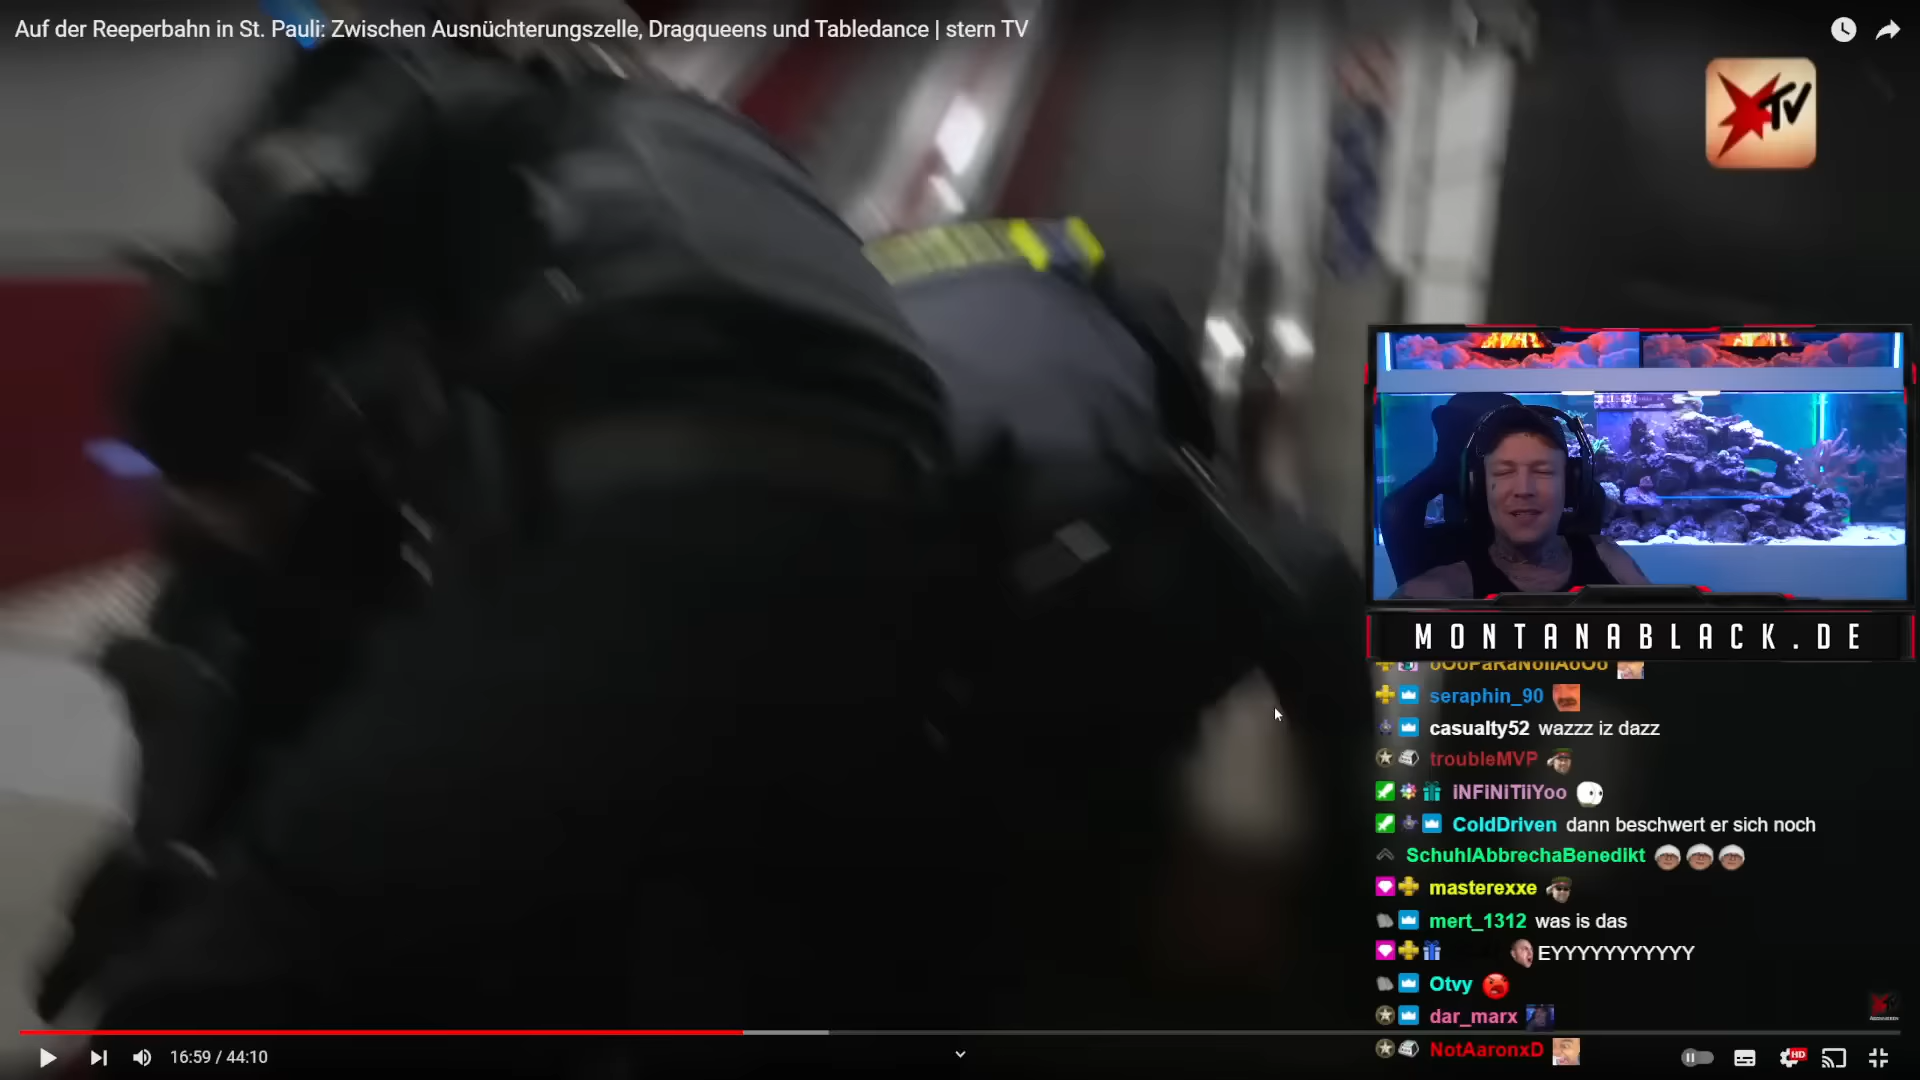 Auf der Reeperbahn in St. Pauli: Zwischen Ausnüchterungszelle, Dragqueens und Tabledance | stern TV
TV
MONTANABLACK.DE
seraphin_90
casualty52 wazzz iz dazz
troubleMVP
iNFiNiTiiYoo
ColdDriven dann beschwert er sich noch
SchuhlAbbrechaBenedikt
masterexxe
mert_1312 was is das
EYYYYYYYYYYY
Otvy
dar_marx
NotAaronxD
16:59 / 44:10
HD